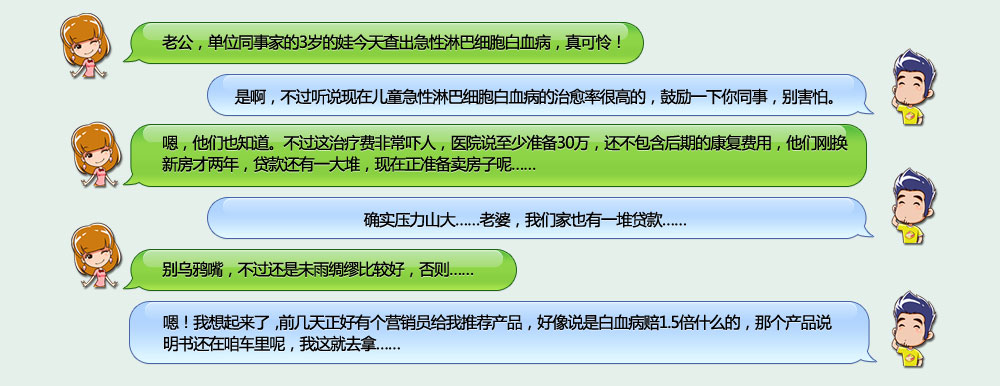 老公，单位同事家的3岁的娃今天查出急性淋巴细胞白血病，真可怜！
是啊，不过听说现在儿童急性淋巴细胞白血病的治愈率很高的，鼓励一下你同事，别害怕。
嗯，他们也知道。不过这治疗费非常吓人，医院说至少准备30万，还不包含后期的康复费用，他们刚换
新房才两年，贷款还有一大堆，现在正准备卖房子呢……
确实压力山大……老婆，我们家也有一堆贷款……
别乌鸦嘴，不过还是未雨绸缪比较好，否则……
嗯！我想起来了，前几天正好有个营销员给我推荐产品，好像说是白血病赔1.5倍什么的，那个产品说
明书还在咱车里呢，我这就去拿……